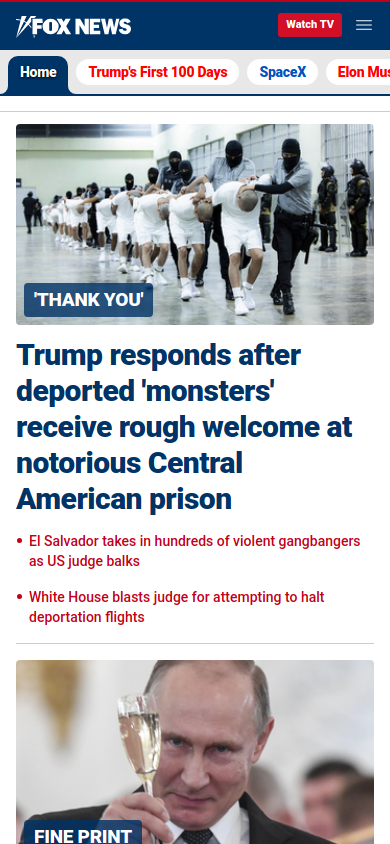 FOX NEWS
Watch TV
Home
Trump's First 100 Days
SpaceX
Elon Mus
'THANK YOU'
Trump responds after
deported 'monsters'
receive rough welcome at
notorious Central
American prison
• El Salvador takes in hundreds of violent gangbangers
as US judge balks
• White House blasts judge for attempting to halt
deportation flights
FINE PRINT